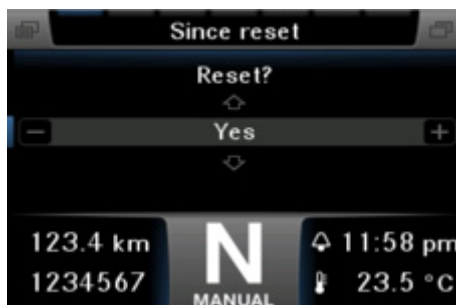 Since reset
Reset?
− Yes +
123.4 km
1234567
N
MANUAL
11:58 pm
23.5 °C